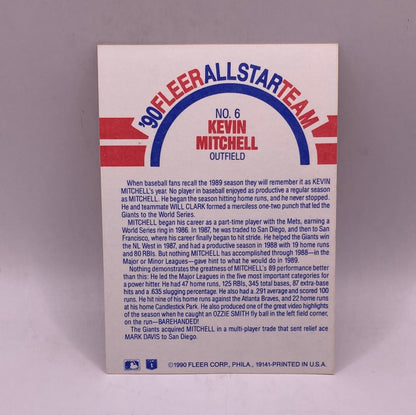 '90 FLEER ALL STAR TEAM
NO. 6
KEVIN
MITCHELL
OUTFIELD
When baseball fans recall the 1989 season they will remember it as KEVIN
MITCHELL's year. No player in baseball enjoyed as productive a regular season
as MITCHELL. He began the season hitting home runs, and he never stopped.
He and teammate WILL CLARK formed a merciless one-two punch that led the
Giants to the World Series.
MITCHELL began his career as a part-time player with the Mets, earning a
World Series ring in 1986. In 1987, he was traded to San Diego, and then to San
Francisco, where his career finally began to hit stride. He helped the Giants win
the NL West in 1987, and had a productive season in 1988 with 19 home runs
and 80 RBIs. But nothing MITCHELL has accomplished through 1988—in the
Major or Minor Leagues—gave hint to what he would do in 1989.
Nothing demonstrates the greatness of MITCHELL's 89 performance better
than this: He led the Major Leagues in the five most important categories for
a power hitter. He had 47 home runs, 125 RBIs, 345 total bases, 87 extra-base
hits and a .635 slugging percentage. He also had a .291 average and scored 100
runs. He hit nine of his home runs against the Atlanta Braves, and 22 home runs
at his home Candlestick Park. He also produced one of the great video highlights
of the season when he caught an OZZIE SMITH fly ball in the left field corner,
on the run—BAREHANDED!
The Giants acquired MITCHELL in a multi-player trade that sent relief ace
MARK DAVIS to San Diego.
©1990 FLEER CORP., PHILA., 19141-PRINTED IN U.S.A.